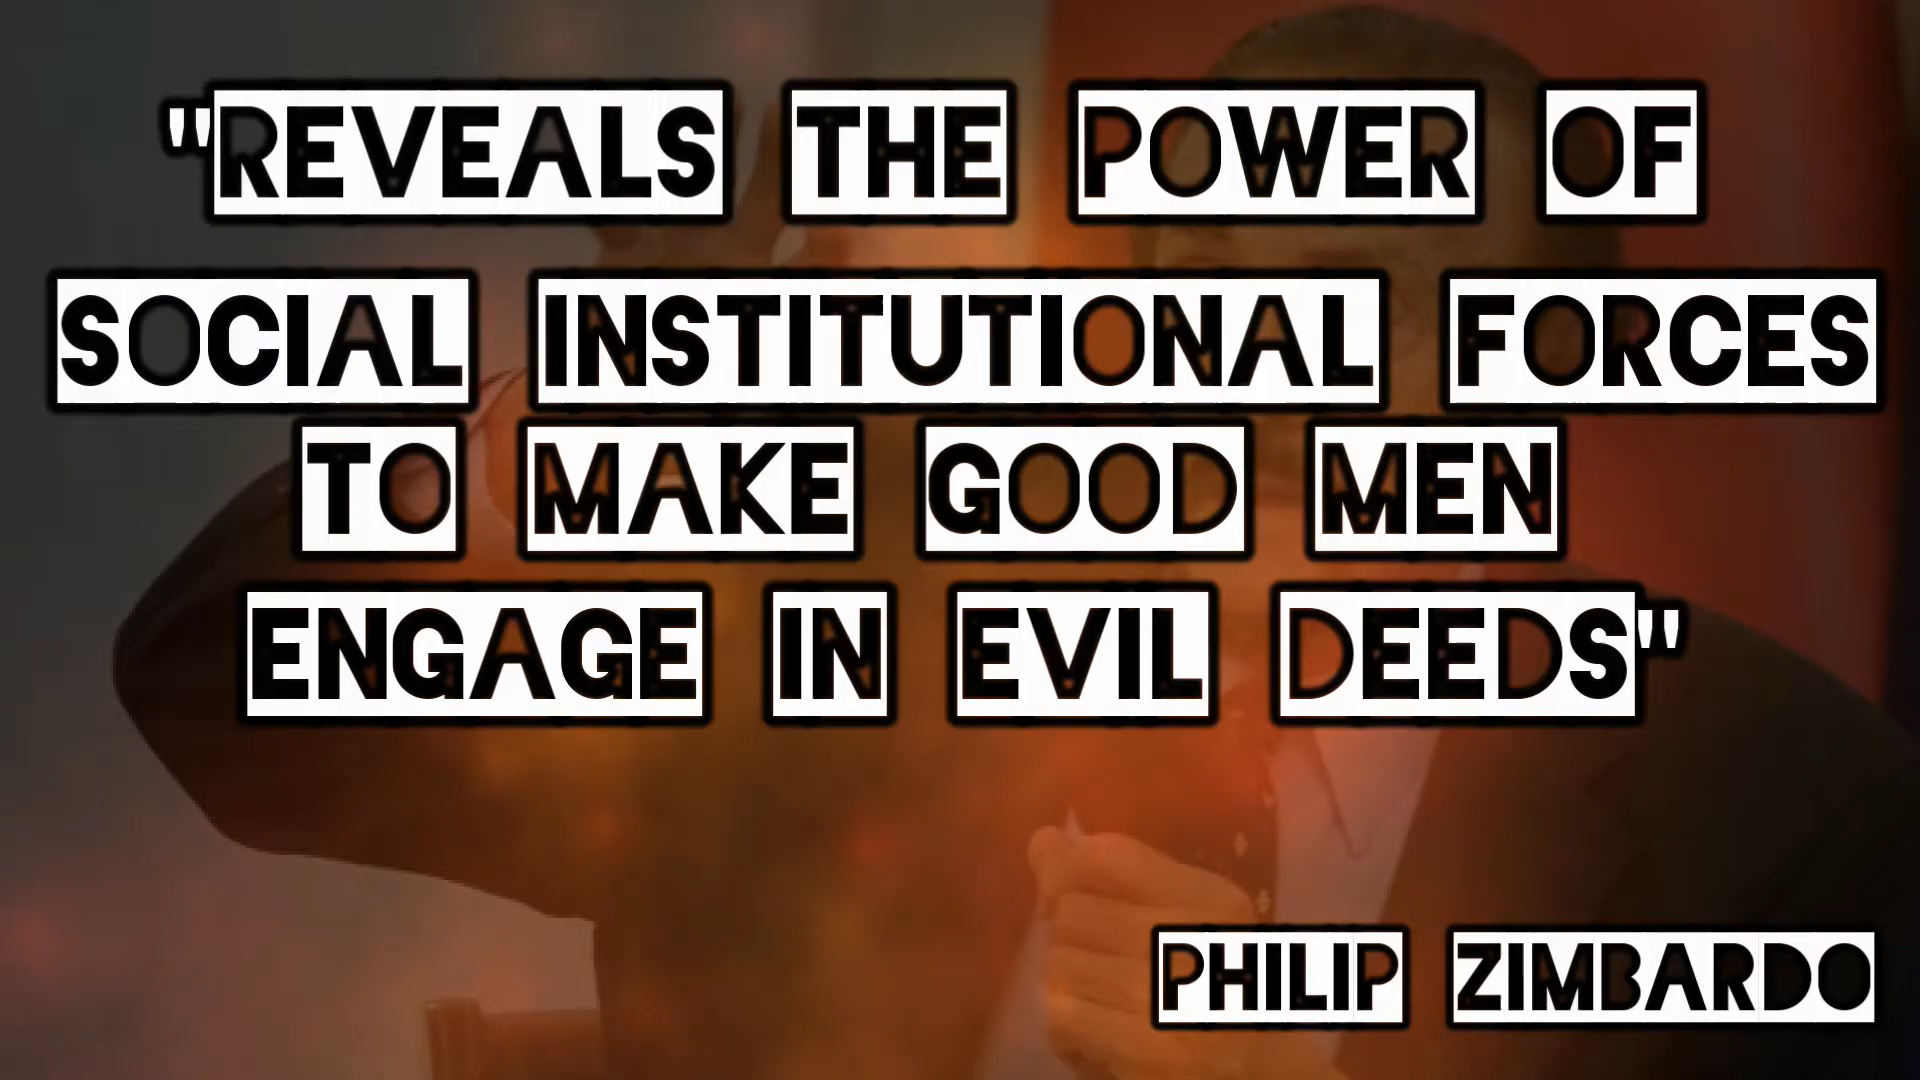 "REVEALS THE POWER OF
SOCIAL INSTITUTIONAL FORCES
TO MAKE GOOD MEN
ENGAGE IN EVIL DEEDS"
PHILIP ZIMBARDO